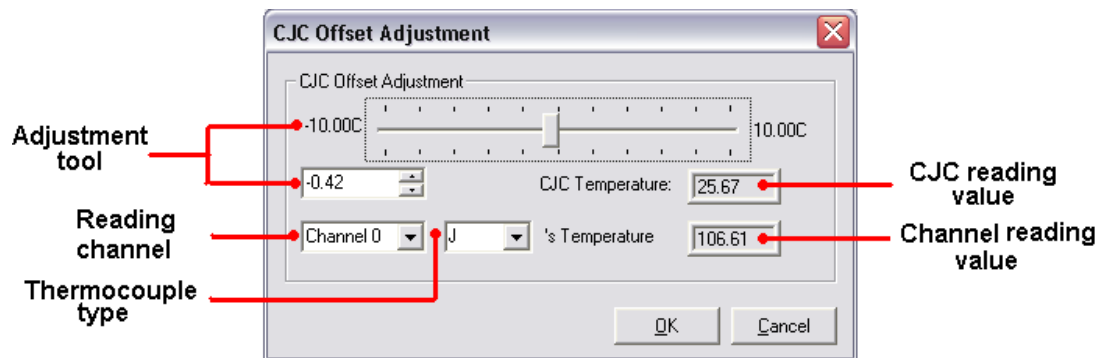 CJC Offset Adjustment
CJC Offset Adjustment
-10.00C
10.00C
Adjustment
tool
-0.42
CJC Temperature:
25.67
CJC reading
value
Reading
channel
Channel 0
J
's Temperature
106.61
Channel reading
value
Thermocouple
type
OK
Cancel